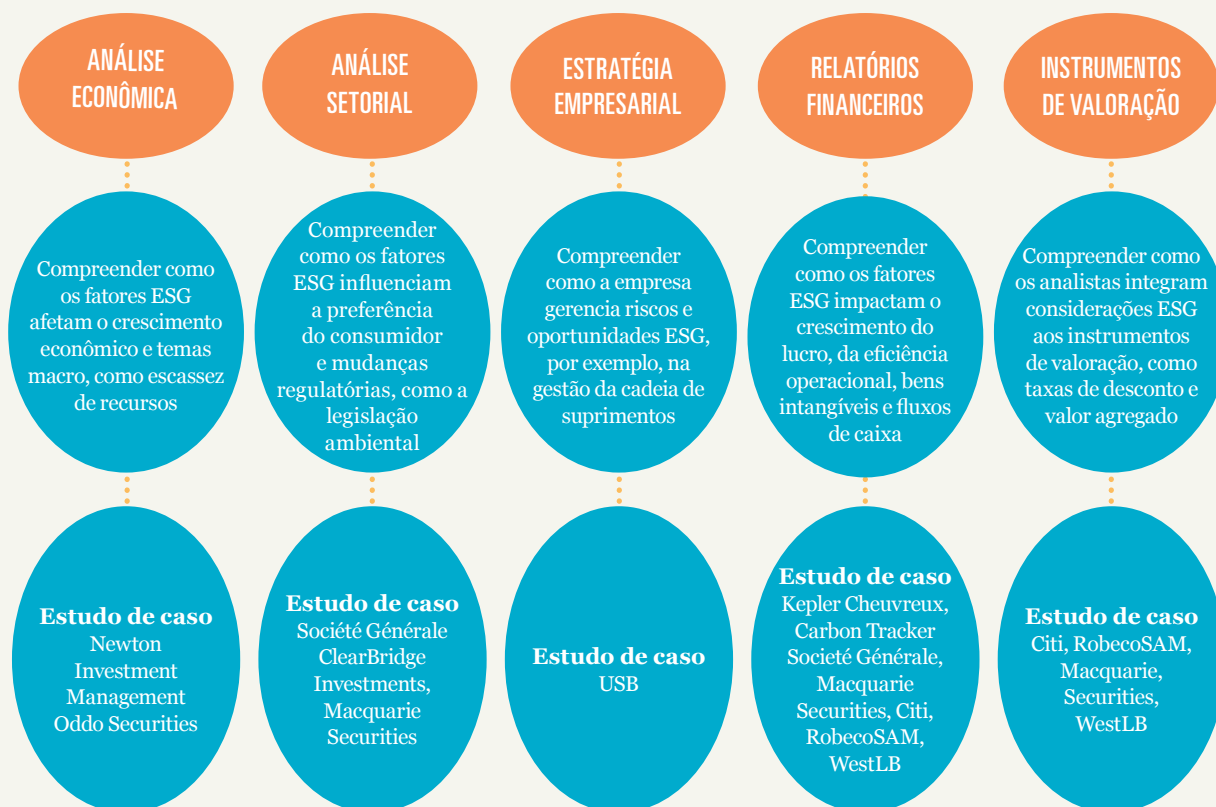 ANÁLISE
ECONÔMICA
ANÁLISE
SETORIAL
ESTRATÉGIA
EMPRESARIAL
RELATÓRIOS
FINANCEIROS
INSTRUMENTOS
DE VALORAÇÃO
Compreender como
os fatores ESG
afetam o crescimento
econômico e temas
macro, como escassez
de recursos
Compreender
como os fatores
ESG influenciam
a preferência
do consumidor
e mudanças
regulatórias, como a
legislação
ambiental
Compreender
como a empresa
gerencia riscos e
oportunidades ESG,
por exemplo, na
gestão da cadeia de
suprimentos
Compreender
como os fatores
ESG impactam o
crescimento do
lucro, da eficiência
operacional, bens
intangíveis e fluxos
de caixa
Compreender como
os analistas integram
considerações ESG
aos instrumentos
de valoração, como
taxas de desconto e
valor agregado
Estudo de caso
Newton
Investment
Management
Oddo Securities
Estudo de caso
Société Générale
ClearBridge
Investments,
Macquarie
Securities
Estudo de caso
USB
Estudo de caso
Kepler Cheuvreux,
Carbon Tracker
Societé Générale,
Macquarie
Securities, Citi,
RobecoSAM,
WestLB
Estudo de caso
Citi, RobecoSAM,
Macquarie,
Securities,
WestLB